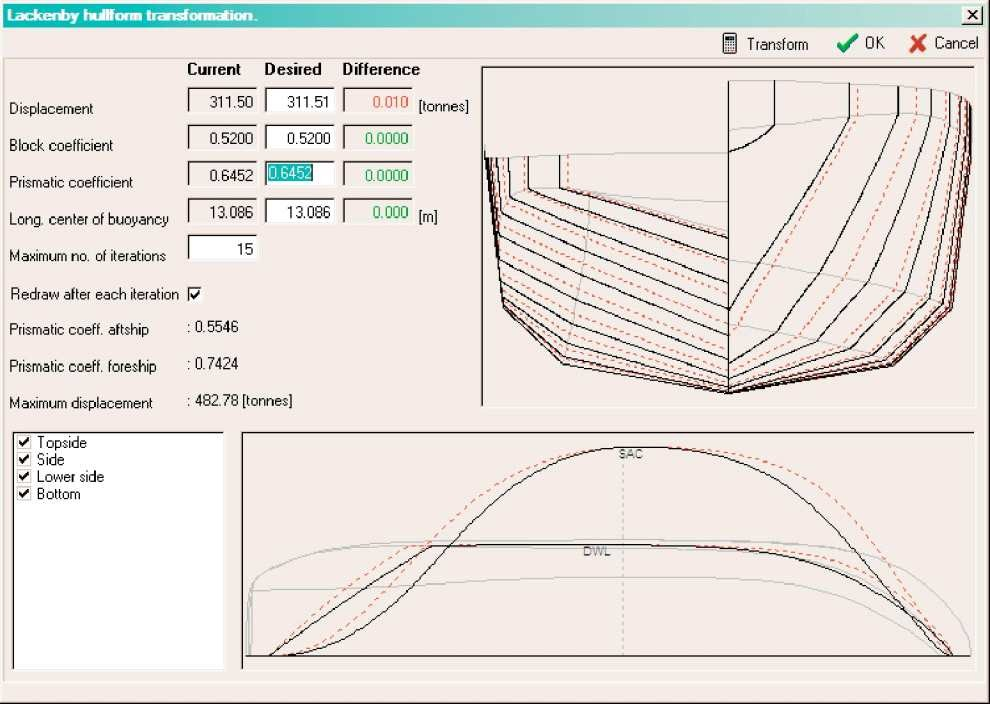 Lackenby hullform transformation.
Transform OK Cancel
Current Desired Difference
Displacement 311.50 311.51 0.010 [tonnes]
Block coefficient 0.5200 0.5200 0.0000
Prismatic coefficient 0.6452 0.6452 0.0000
Long. center of buoyancy 13.086 13.086 0.000 [m]
Maximum no. of iterations 15
Redraw after each iteration
Prismatic coeff. aftship : 0.5546
Prismatic coeff. foreship : 0.7424
Maximum displacement : 482.78 [tonnes]
Topside
Side
Lower side
Bottom
SAC
DWL